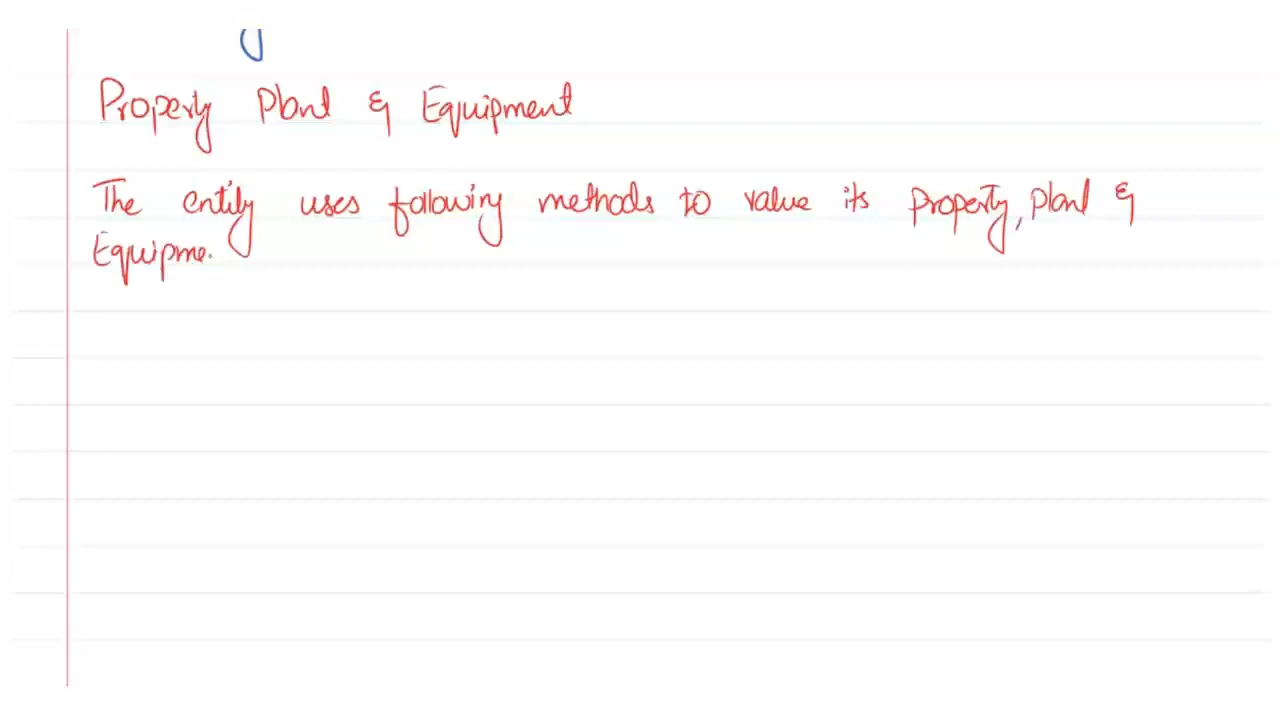 Property Plant & Equipment
The entity uses following methods to value its Property, Plant &
Equipme.